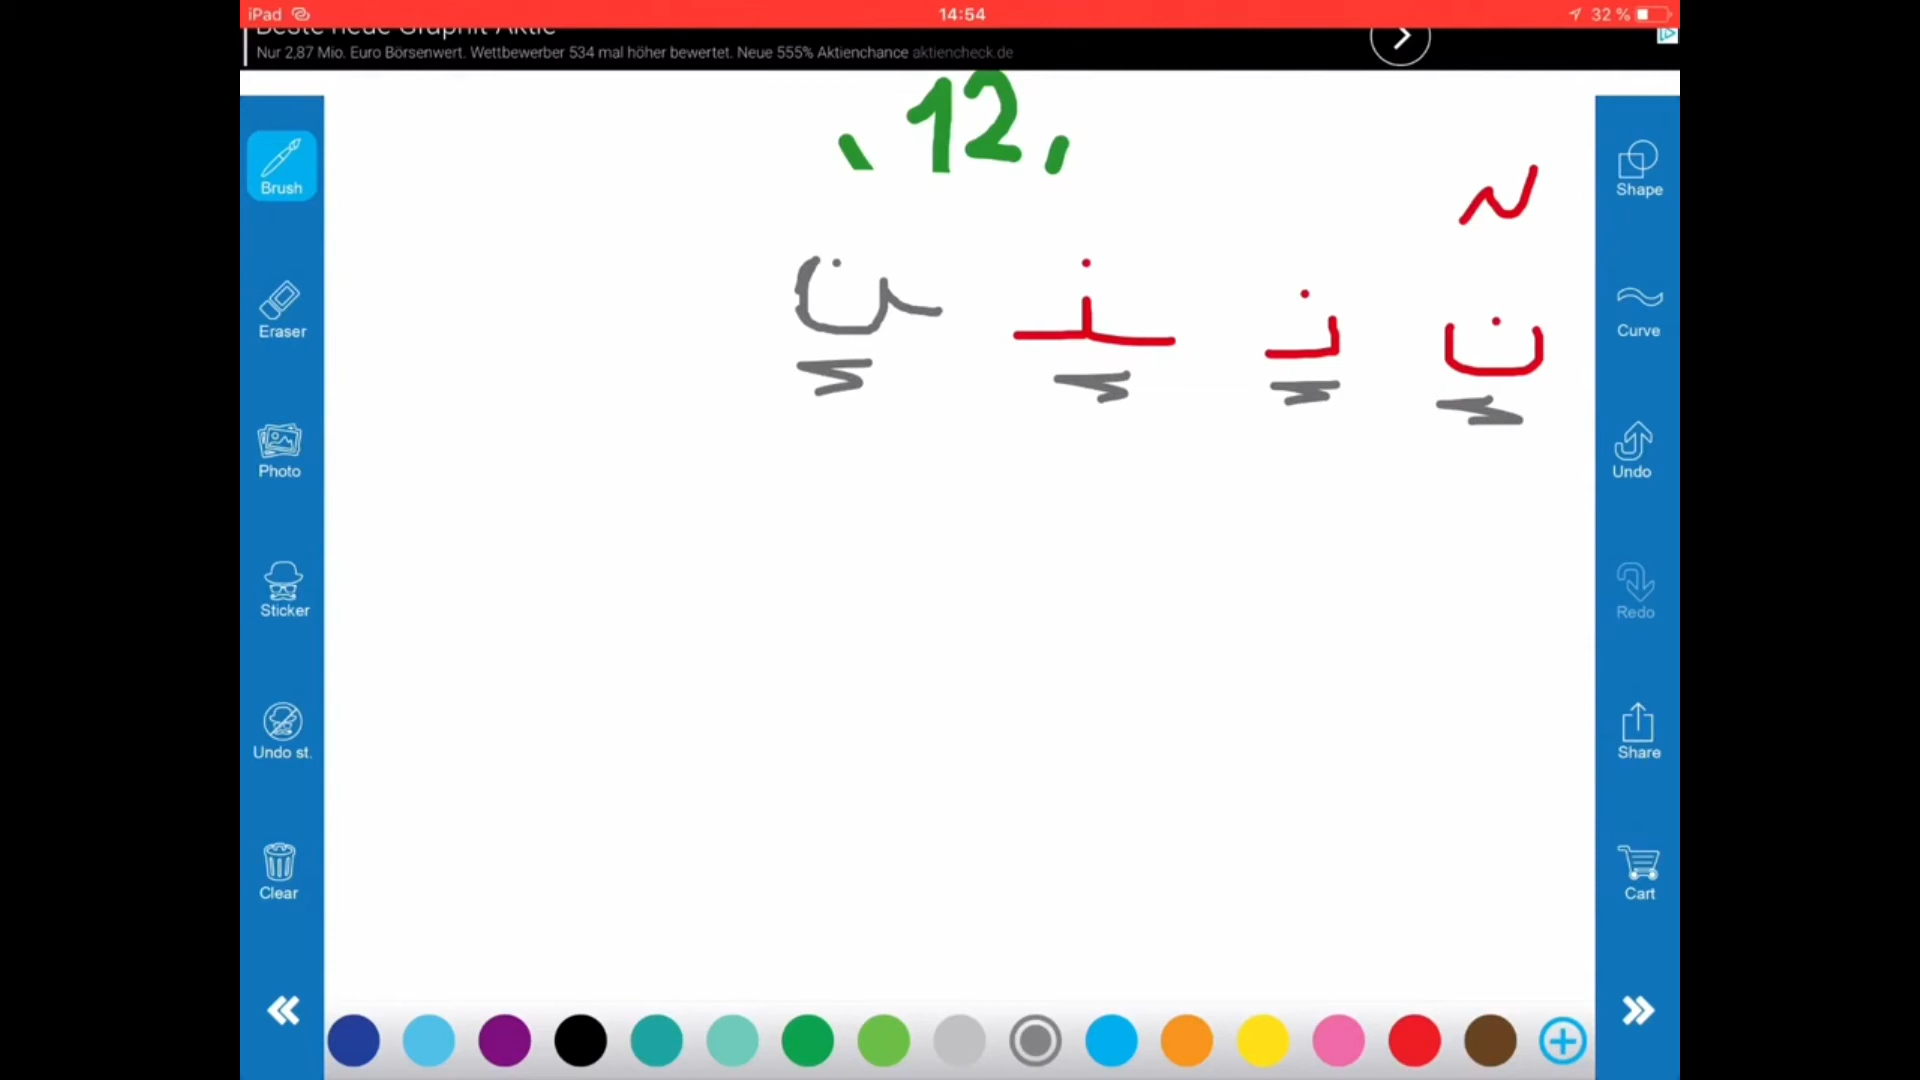 iPad 14:54 32 %
Nur 2,87 Mio. Euro Börsenwert. Wettbewerber 534 mal höher bewertet. Neue 555% Aktienchance aktiencheck.de
12
N
ن نـ ـنـ ـن
Brush
Eraser
Photo
Sticker
Undo st.
Clear
Shape
Curve
Undo
Redo
Share
Cart